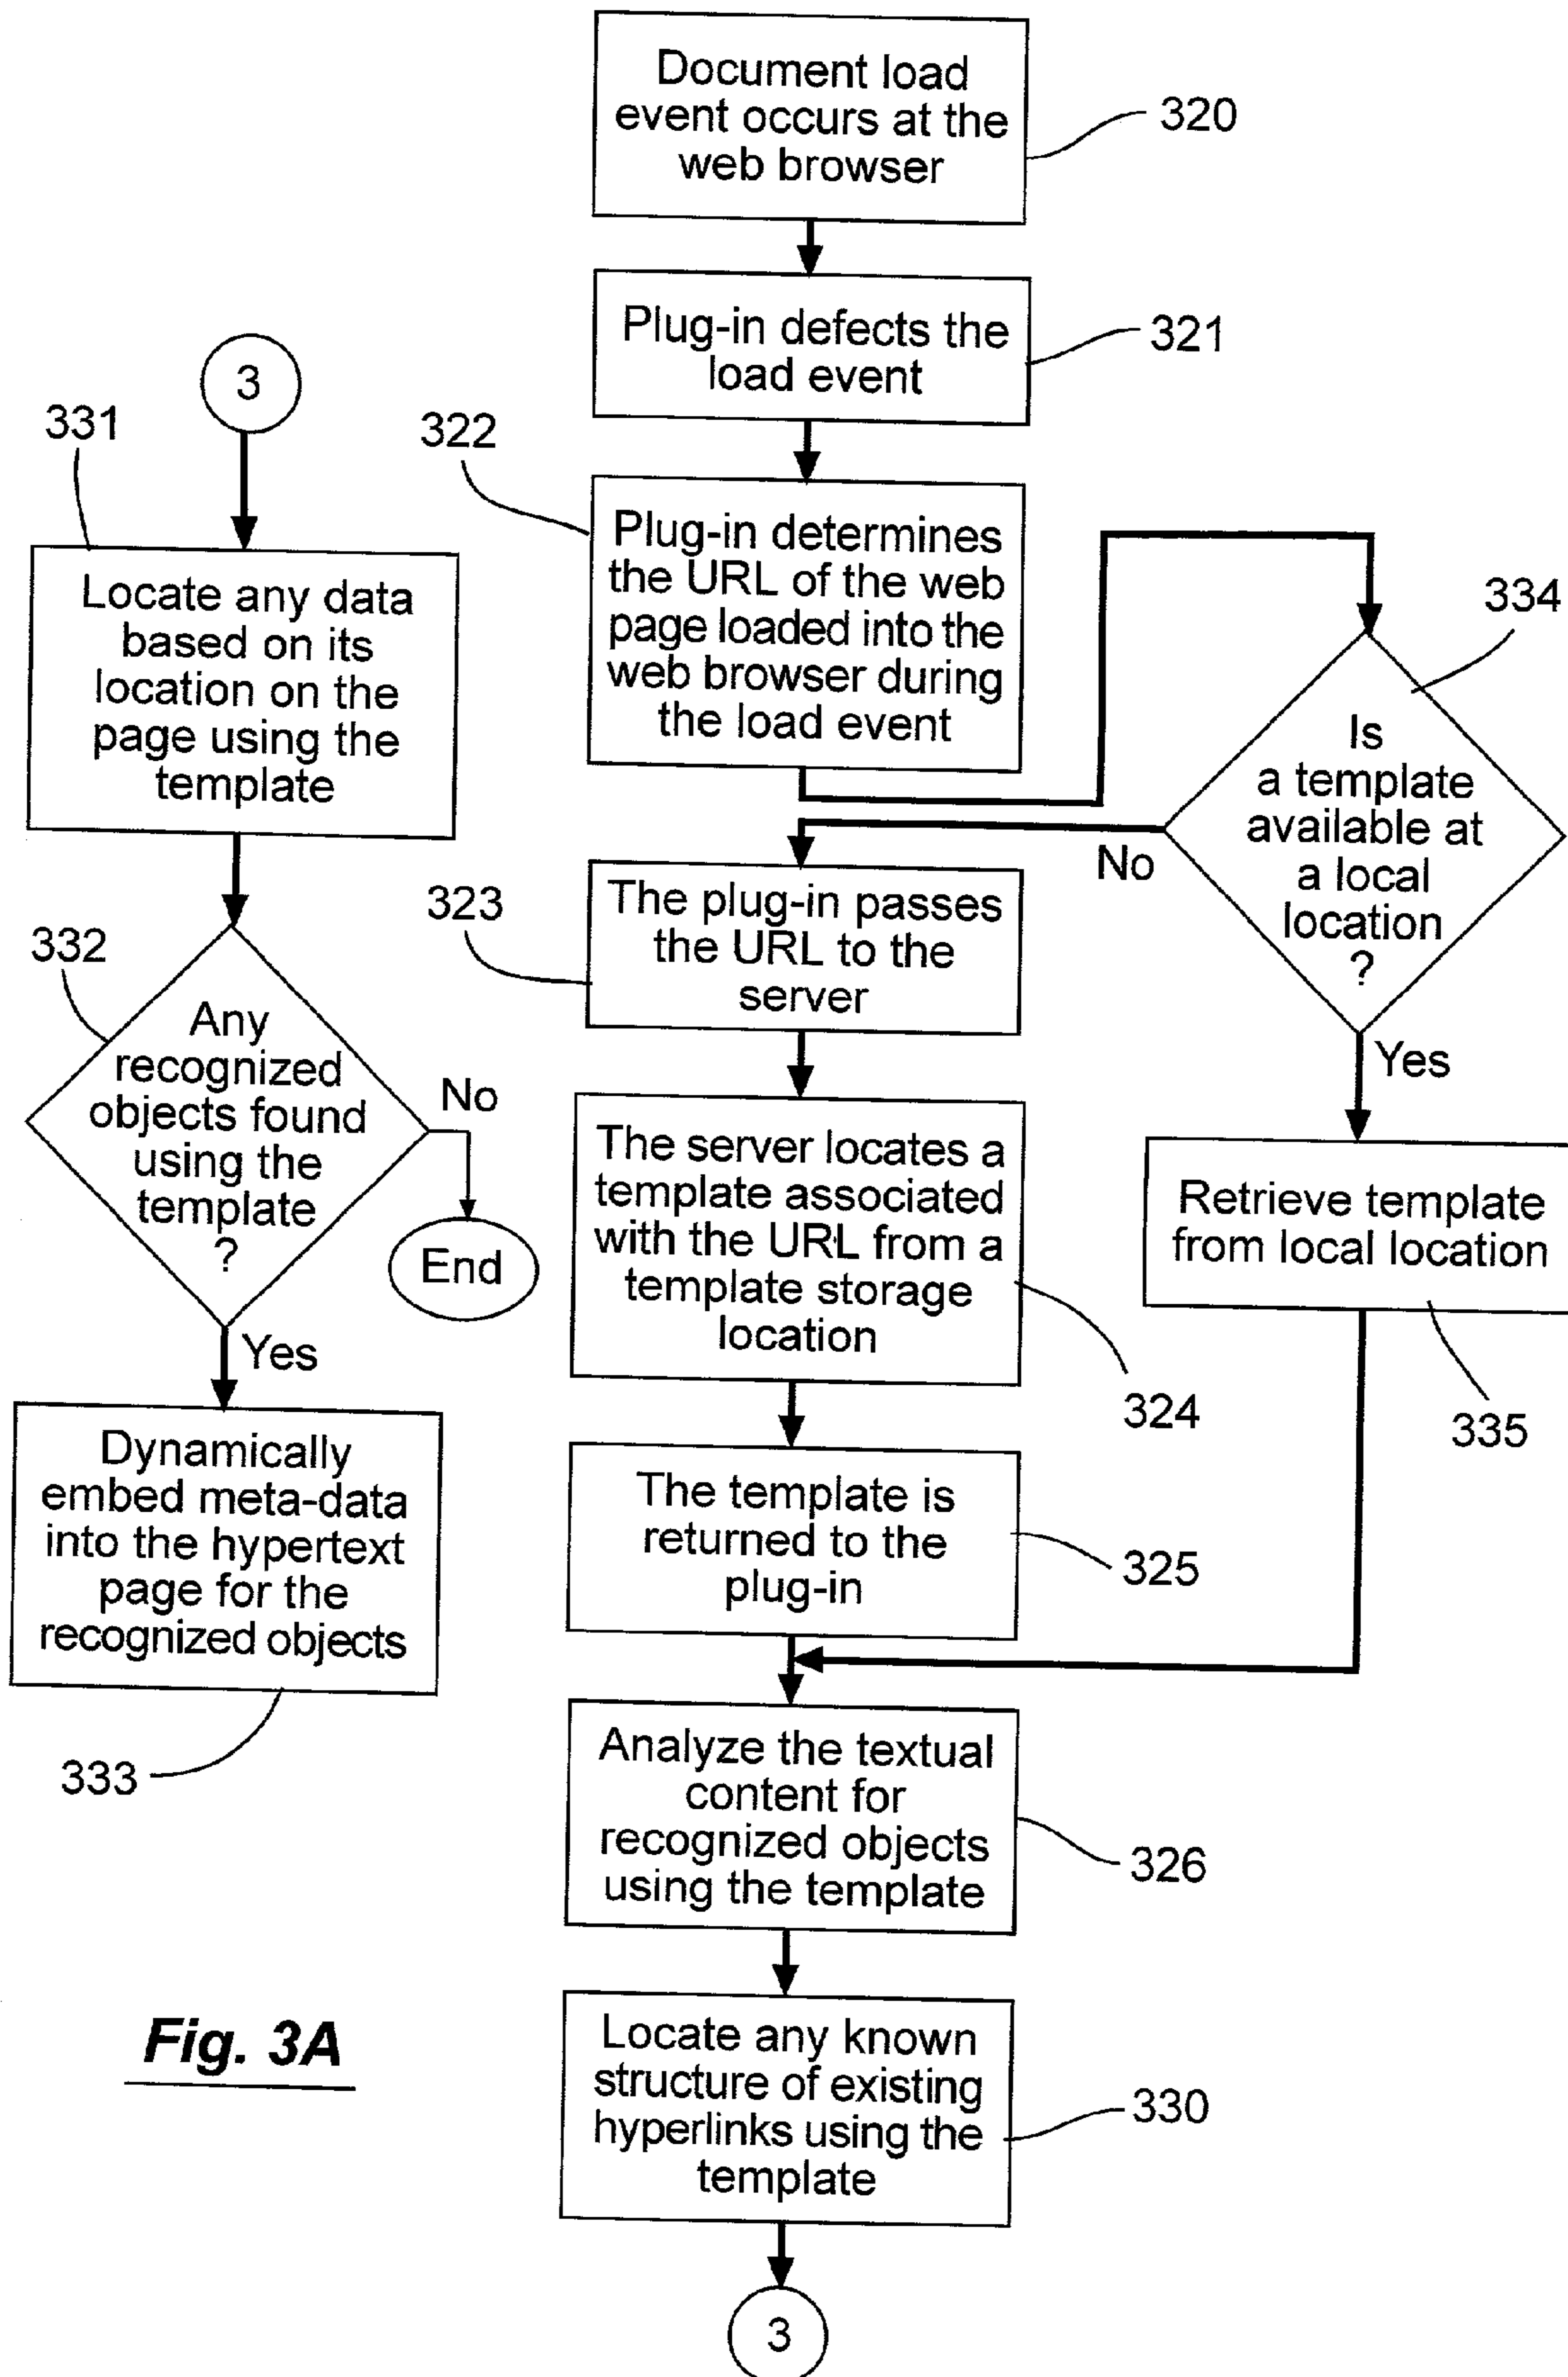 Document load
event occurs at the
web browser
320
Plug-in defects the
load event
321
322
Plug-in determines
the URL of the web
page loaded into the
web browser during
the load event
334
Is
a template
available at
a local
location
?
No
Yes
323
The plug-in passes
the URL to the
server
The server locates a
template associated
with the URL from a
template storage
location
324
Retrieve template
from local location
335
The template is
returned to the
plug-in
325
Analyze the textual
content for
recognized objects
using the template
326
Locate any known
structure of existing
hyperlinks using the
template
330
3
3
331
Locate any data
based on its
location on the
page using the
template
332
Any
recognized
objects found
using the
template
?
No
End
Yes
Dynamically
embed meta-data
into the hypertext
page for the
recognized objects
333
Fig. 3A